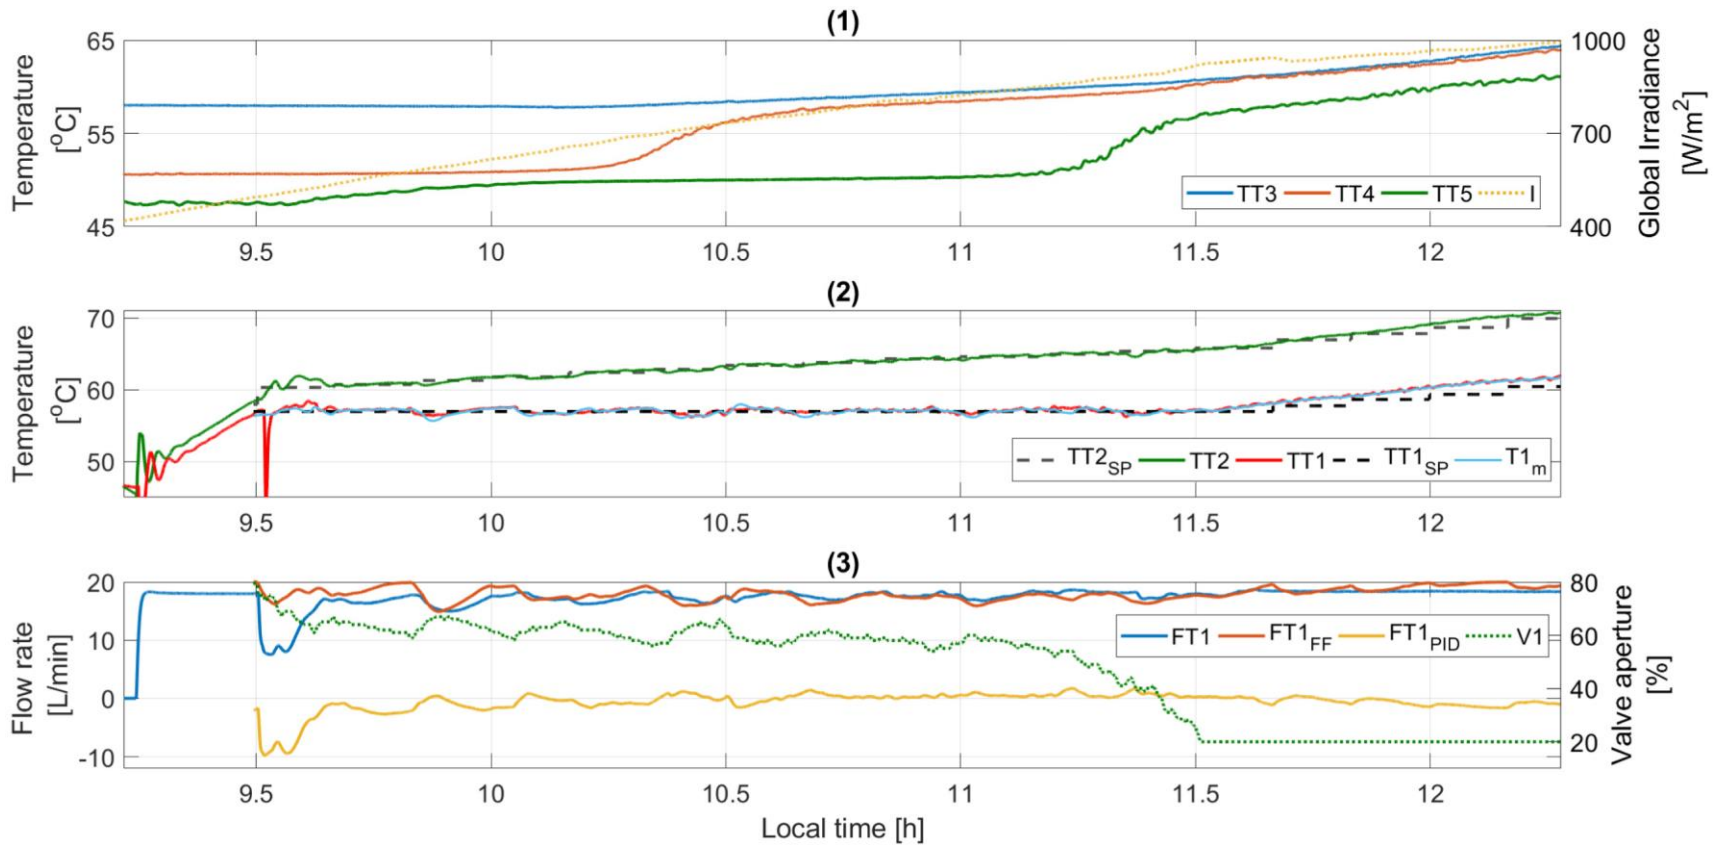 (1)
Temperature
[°C]
65
55
45
1000
700
400
Global Irradiance
[W/m²]
TT3 TT4 TT5 I
9.5 10 10.5 11 11.5 12
(2)
Temperature
[°C]
70
60
50
TT2SP TT2 TT1 TT1SP T1m
9.5 10 10.5 11 11.5 12
(3)
Flow rate
[L/min]
20
10
0
-10
80
60
40
20
Valve aperture
[%]
FT1 FT1FF FT1PID V1
9.5 10 10.5 11 11.5 12
Local time [h]